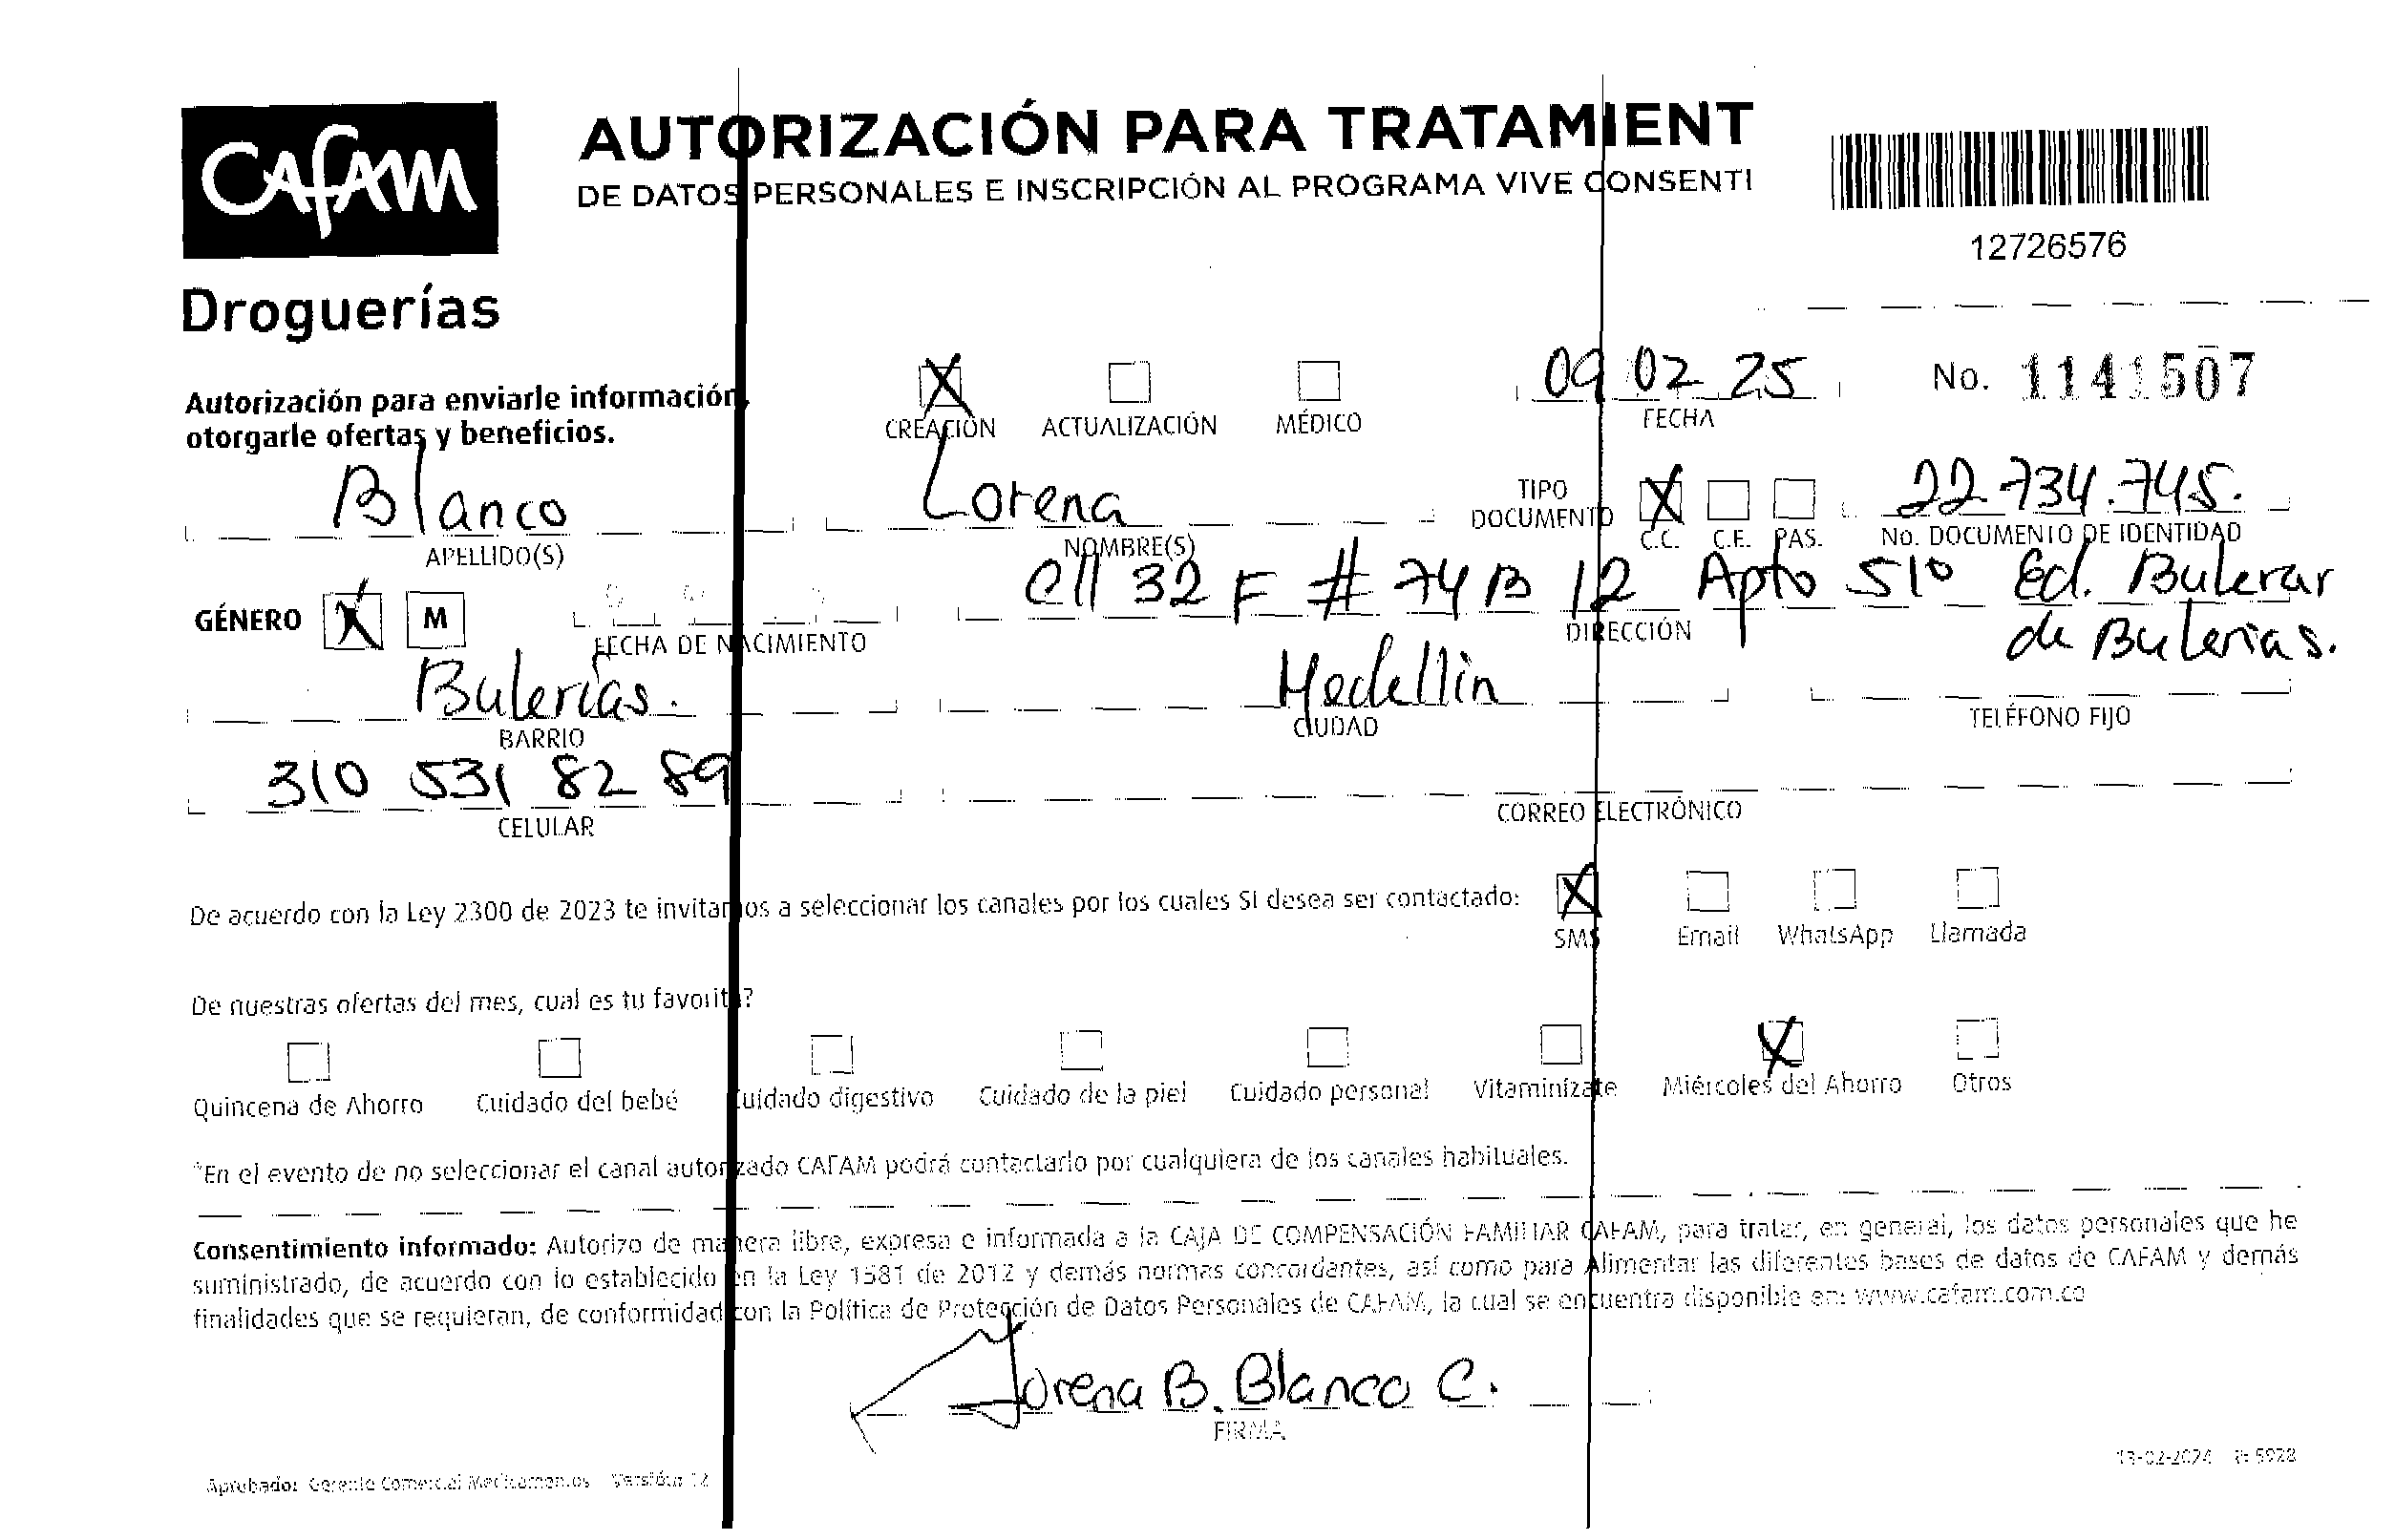 CAFAM
Droguerías
AUTORIZACIÓN PARA TRATAMIENT
DE DATOS PERSONALES E INSCRIPCIÓN AL PROGRAMA VIVE CONSENTI
12726576
Autorización para enviarle información,
otorgarle ofertas y beneficios.
X CREACIÓN ACTUALIZACIÓN MÉDICO
09 02 25
FECHA
No. 1141507
Blanco
APELLIDO(S)
Lorena
NOMBRE(S)
TIPO DOCUMENTO X C.C. C.E. PAS.
22.734.745.
No. DOCUMENTO DE IDENTIDAD
GÉNERO X M
FECHA DE NACIMIENTO
Cll 32 F # 74 B 12 Apto 510 Ed. Bulerar
de Bulerias.
DIRECCIÓN
Bulerías.
BARRIO
Medellin
CIUDAD
TELÉFONO FIJO
310 531 82 89
CELULAR
CORREO ELECTRÓNICO
De acuerdo con la Ley 2300 de 2023 te invitamos a seleccionar los canales por los cuales SI desea ser contactado: X
SMS Email WhatsApp Llamada
De nuestras ofertas del mes, cual es tu favorita?
X
Quincena de Ahorro Cuidado del bebé Cuidado digestivo Cuidado de la piel Cuidado personal Vitaminízate Miércoles del Ahorro Otros
*En el evento de no seleccionar el canal autorizado CAFAM podrá contactarlo por cualquiera de los canales habituales.
Consentimiento informado: Autorizo de manera libre, expresa e informada a la CAJA DE COMPENSACIÓN FAMILIAR CAFAM, para tratar, en general, los datos personales que he
suministrado, de acuerdo con lo establecido en la Ley 1581 de 2012 y demás normas concordantes, así como para Alimentar las diferentes bases de datos de CAFAM y demás
finalidades que se requieran, de conformidad con la Política de Protección de Datos Personales de CAFAM, la cual se encuentra disponible en: www.cafam.com.co
Lorena B. Blanco C.
FIRMA
Aprobado: Gerente Comercial Medicamentos Versión: 12
13-02-2024 R-5928